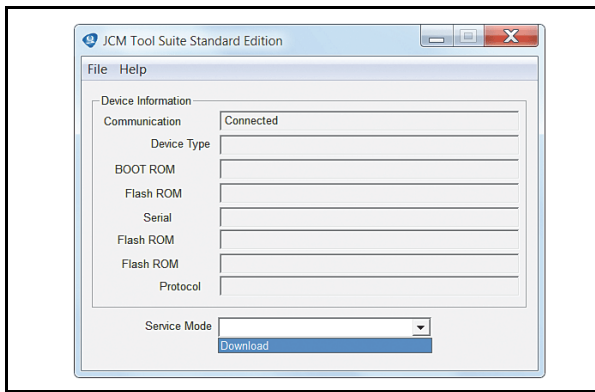 JCM Tool Suite Standard Edition
File Help
Device Information
Communication Connected
Device Type
BOOT ROM
Flash ROM
Serial
Flash ROM
Flash ROM
Protocol
Service Mode
Download